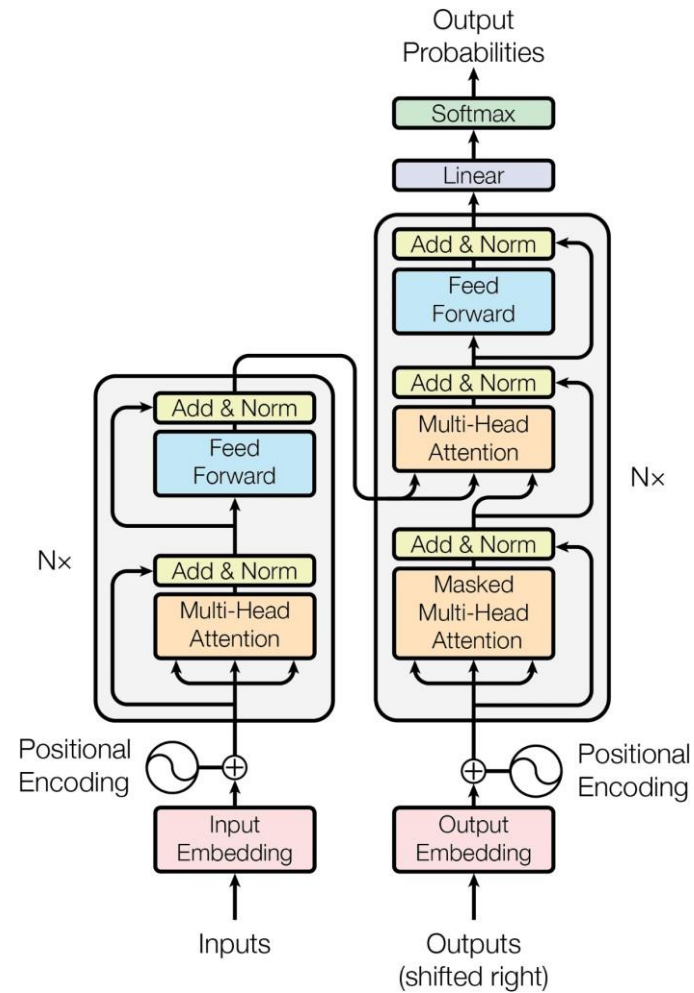 Output
Probabilities
Softmax
Linear
Add & Norm
Feed
Forward
Add & Norm
Multi-Head
Attention
Add & Norm
Masked
Multi-Head
Attention
Nx
Add & Norm
Feed
Forward
Add & Norm
Multi-Head
Attention
Nx
Positional
Encoding
Positional
Encoding
Input
Embedding
Output
Embedding
Inputs
Outputs
(shifted right)